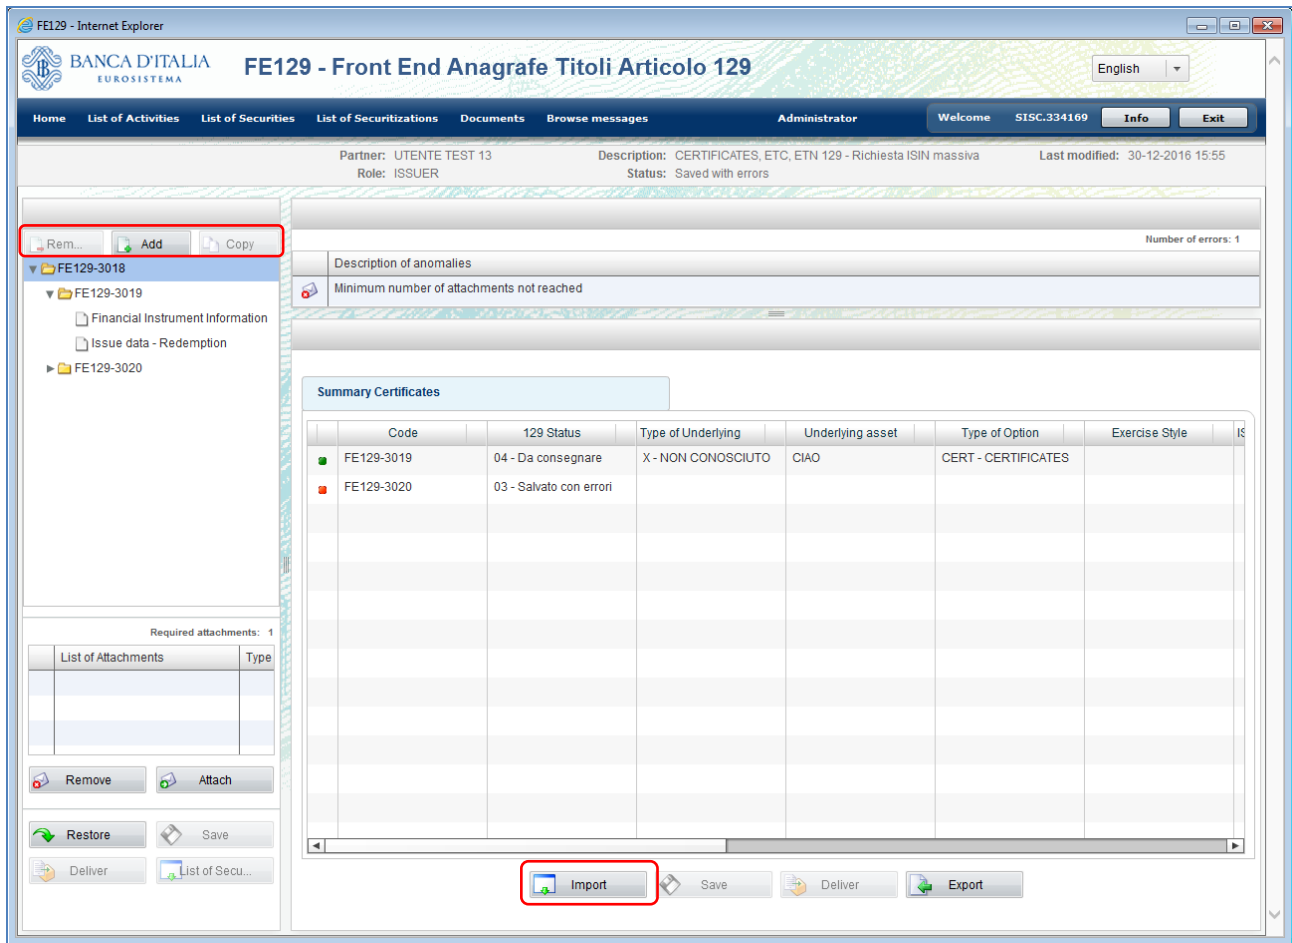 FE129 - Internet Explorer
BANCA D'ITALIA
EUROSISTEMA
FE129 - Front End Anagrafe Titoli Articolo 129
English
Home List of Activities List of Securities List of Securitizations Documents Browse messages Administrator Welcome SISC.334169 Info Exit
Partner: UTENTE TEST 13 Description: CERTIFICATES, ETC, ETN 129 - Richiesta ISIN massiva Last modified: 30-12-2016 15:55
Role: ISSUER Status: Saved with errors
Rem... Add Copy
FE129-3018
FE129-3019
Financial Instrument Information
Issue data - Redemption
FE129-3020
Number of errors: 1
Description of anomalies
Minimum number of attachments not reached
Summary Certificates
Code 129 Status Type of Underlying Underlying asset Type of Option Exercise Style IS
FE129-3019 04 - Da consegnare X - NON CONOSCIUTO CIAO CERT - CERTIFICATES
FE129-3020 03 - Salvato con errori
Required attachments: 1
List of Attachments Type
Remove Attach
Restore Save
Deliver List of Secu...
Import Save Deliver Export